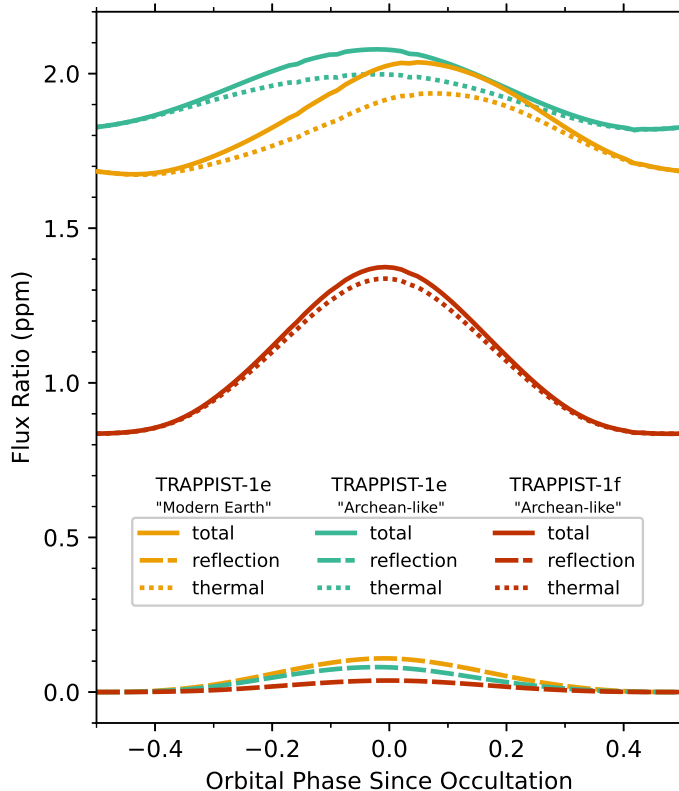 2.0
1.5
1.0
0.5
0.0
Flux Ratio (ppm)
TRAPPIST-1e TRAPPIST-1e TRAPPIST-1f
"Modern Earth" "Archean-like" "Archean-like"
total total total
reflection reflection reflection
thermal thermal thermal
−0.4 −0.2 0.0 0.2 0.4
Orbital Phase Since Occultation